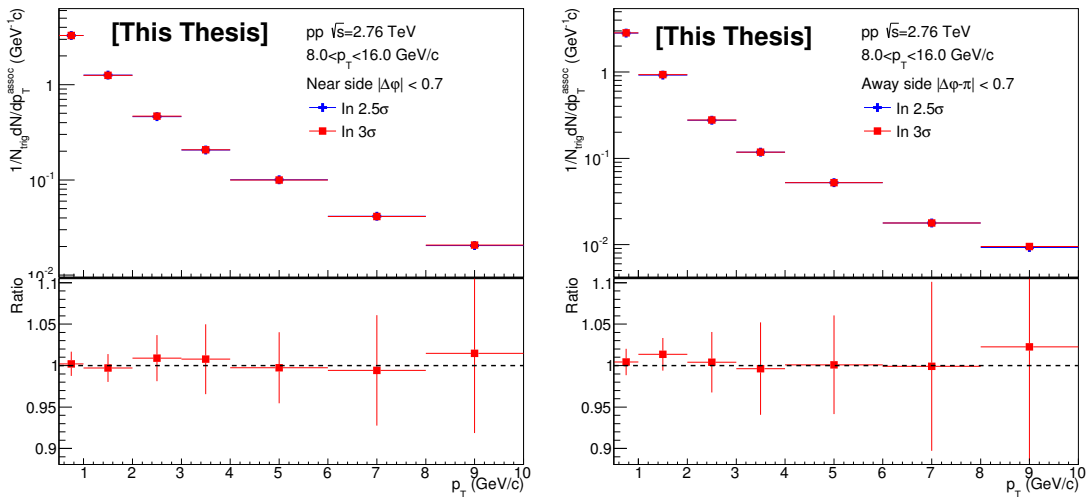 [This Thesis]
pp √s=2.76 TeV
8.0<p_T<16.0 GeV/c
Near side |Δφ| < 0.7
In 2.5σ
In 3σ
1/N_trig dN/dp_T^assoc (GeV⁻¹c)
1
10⁻¹
10⁻²
Ratio
1.1
1.05
1
0.95
0.9
1 2 3 4 5 6 7 8 9 10
p_T (GeV/c)
[This Thesis]
pp √s=2.76 TeV
8.0<p_T<16.0 GeV/c
Away side |Δφ-π| < 0.7
In 2.5σ
In 3σ
1/N_trig dN/dp_T^assoc (GeV⁻¹c)
1
10⁻¹
10⁻²
Ratio
1.1
1.05
1
0.95
0.9
1 2 3 4 5 6 7 8 9 10
p_T (GeV/c)